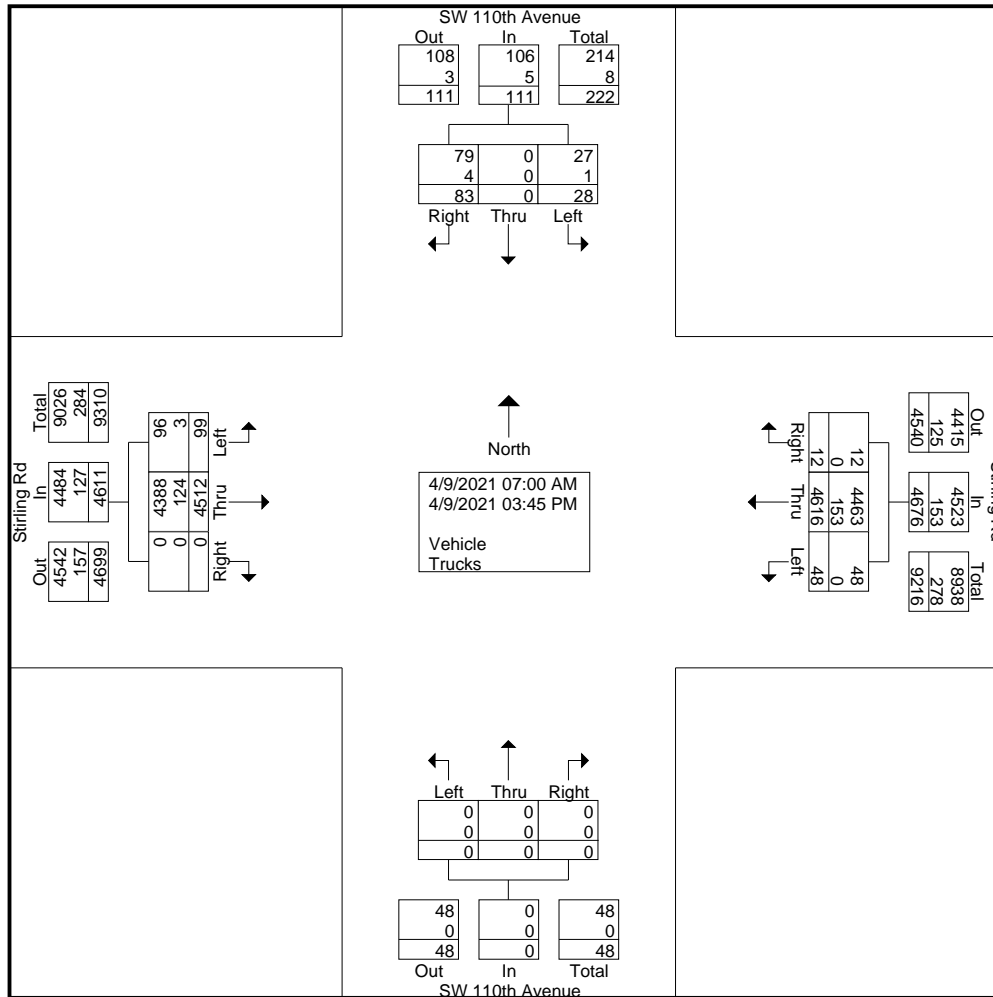 SW 110th Avenue
Out In Total
108 106 214
3 5 8
111 111 222
79 0 27
4 0 1
83 0 28
Right Thru Left
Stirling Rd
Total
9026
284
9310
In
4484
127
4611
Out
4542
157
4699
Left
96
3
99
Thru
4388
124
4512
Right
0
0
0
North
4/9/2021 07:00 AM
4/9/2021 03:45 PM
Vehicle
Trucks
Right
12
0
12
Thru
4463
153
4616
Left
48
0
48
Out
4415
125
4540
In
4523
153
4676
Total
8938
278
9216
Left Thru Right
0 0 0
0 0 0
0 0 0
48 0 48
0 0 0
48 0 48
Out In Total
SW 110th Avenue